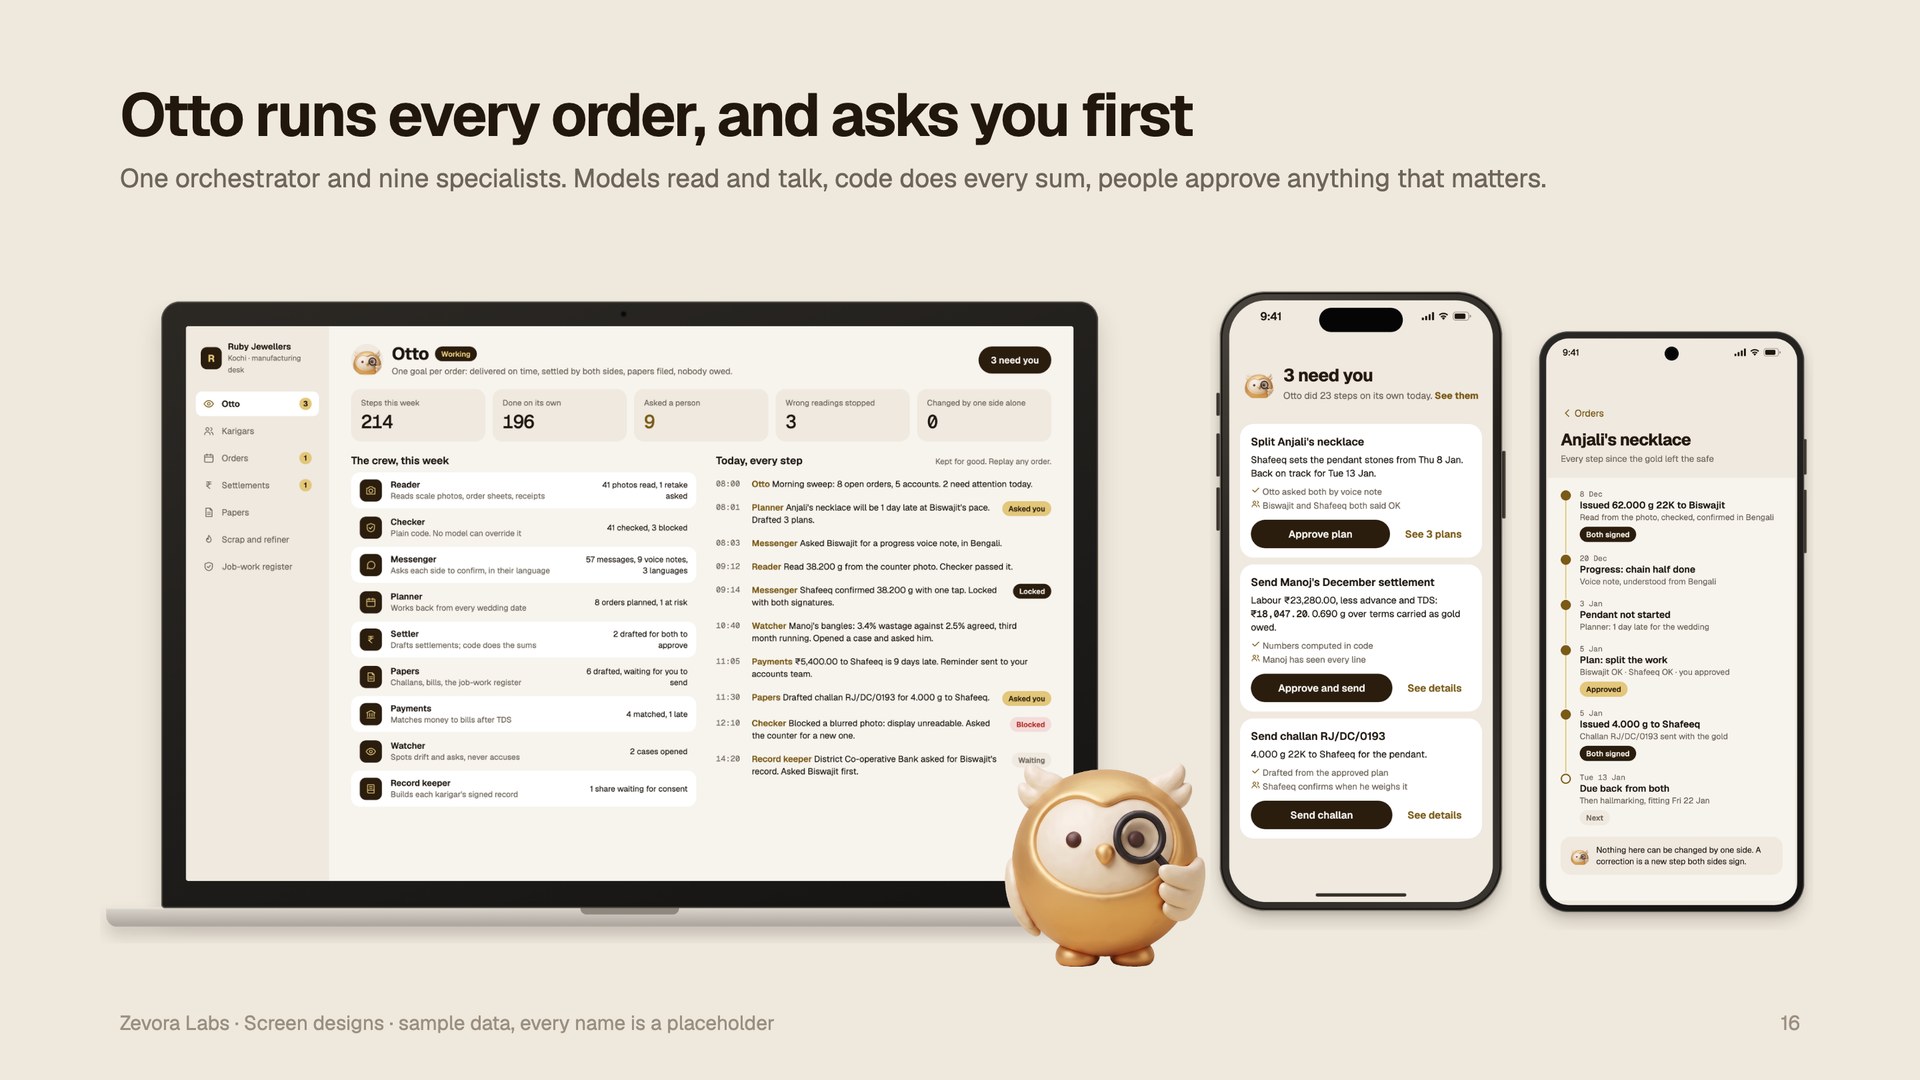 Otto runs every order, and asks you first
One orchestrator and nine specialists. Models read and talk, code does every sum, people approve anything that matters.
R
Ruby Jewellers
Kochi · manufacturing
desk
Otto 3
Karigars
Orders 1
Settlements 1
Papers
Scrap and refiner
Job-work register
Otto Working
One goal per order: delivered on time, settled by both sides, papers filed, nobody owed.
3 need you
Steps this week
214
Done on its own
196
Asked a person
9
Wrong readings stopped
3
Changed by one side alone
0
The crew, this week
Reader
Reads scale photos, order sheets, receipts
41 photos read, 1 retake
asked
Checker
Plain code. No model can override it
41 checked, 3 blocked
Messenger
Asks each side to confirm, in their language
57 messages, 9 voice notes,
3 languages
Planner
Works back from every wedding date
8 orders planned, 1 at risk
Settler
Drafts settlements; code does the sums
2 drafted for both to
approve
Papers
Challans, bills, the job-work register
6 drafted, waiting for you to
send
Payments
Matches money to bills after TDS
4 matched, 1 late
Watcher
Spots drift and asks, never accuses
2 cases opened
Record keeper
Builds each karigar's signed record
1 share waiting for consent
Today, every step
Kept for good. Replay any order.
08:00 Otto Morning sweep: 8 open orders, 5 accounts. 2 need attention today.
08:01 Planner Anjali's necklace will be 1 day late at Biswajit's pace.
Drafted 3 plans.
Asked you
08:03 Messenger Asked Biswajit for a progress voice note, in Bengali.
09:12 Reader Read 38.200 g from the counter photo. Checker passed it.
09:14 Messenger Shafeeq confirmed 38.200 g with one tap. Locked
with both signatures.
Locked
10:40 Watcher Manoj's bangles: 3.4% wastage against 2.5% agreed, third
month running. Opened a case and asked him.
11:05 Payments ₹5,400.00 to Shafeeq is 9 days late. Reminder sent to your
accounts team.
11:30 Papers Drafted challan RJ/DC/0193 for 4.000 g to Shafeeq.
Asked you
12:10 Checker Blocked a blurred photo: display unreadable. Asked
the counter for a new one.
Blocked
14:20 Record keeper District Co-operative Bank asked for Biswajit's
record. Asked Biswajit first.
Waiting
9:41
3 need you
Otto did 23 steps on its own today. See them
Split Anjali's necklace
Shafeeq sets the pendant stones from Thu 8 Jan.
Back on track for Tue 13 Jan.
Otto asked both by voice note
Biswajit and Shafeeq both said OK
Approve plan
See 3 plans
Send Manoj's December settlement
Labour ₹23,280.00, less advance and TDS:
₹18,047.20. 0.690 g over terms carried as gold
owed.
Numbers computed in code
Manoj has seen every line
Approve and send
See details
Send challan RJ/DC/0193
4.000 g 22K to Shafeeq for the pendant.
Drafted from the approved plan
Shafeeq confirms when he weighs it
Send challan
See details
9:41
Orders
Anjali's necklace
Every step since the gold left the safe
8 Dec
Issued 62.000 g 22K to Biswajit
Read from the photo, checked, confirmed in Bengali
Both signed
20 Dec
Progress: chain half done
Voice note, understood from Bengali
3 Jan
Pendant not started
Planner: 1 day late for the wedding
5 Jan
Plan: split the work
Biswajit OK · Shafeeq OK · you approved
Approved
5 Jan
Issued 4.000 g to Shafeeq
Challan RJ/DC/0193 sent with the gold
Both signed
Tue 13 Jan
Due back from both
Then hallmarking, fitting Fri 22 Jan
Next
Nothing here can be changed by one side. A
correction is a new step both sides sign.
Zevora Labs · Screen designs · sample data, every name is a placeholder
16